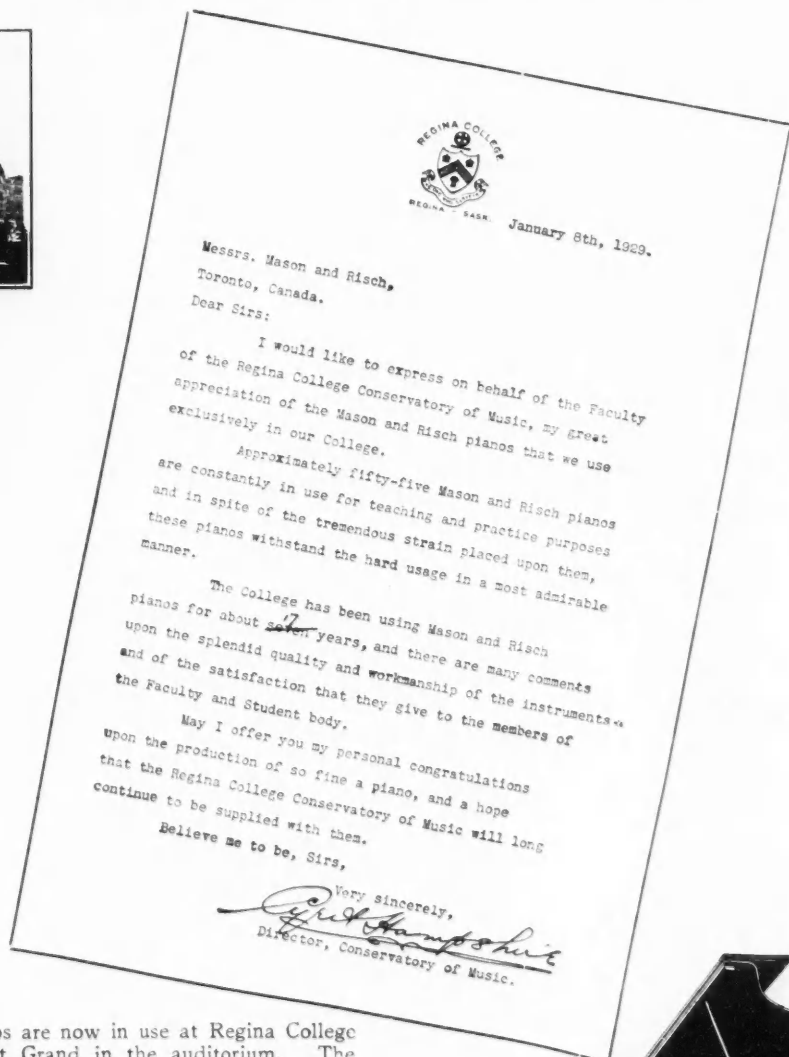 REGINA COLLEGE
REGINA - SASK.
January 8th, 1929.
Messrs. Mason and Risch,
Toronto, Canada.
Dear Sirs:
I would like to express on behalf of the Faculty
of the Regina College Conservatory of Music, my great
appreciation of the Mason and Risch pianos that we use
exclusively in our College.
Approximately fifty-five Mason and Risch pianos
are constantly in use for teaching and practice purposes
and in spite of the tremendous strain placed upon them,
these pianos withstand the hard usage in a most admirable
manner.
The College has been using Mason and Risch
pianos for about seven 17 years, and there are many comments
upon the splendid quality and workmanship of the instruments
and of the satisfaction that they give to the members of
the Faculty and Student body.
May I offer you my personal congratulations
upon the production of so fine a piano, and a hope
that the Regina College Conservatory of Music will long
continue to be supplied with them.
Believe me to be, Sirs,
Very sincerely,
Cyril Hampshire
Director, Conservatory of Music.
os are now in use at Regina College
t Grand in the auditorium. The